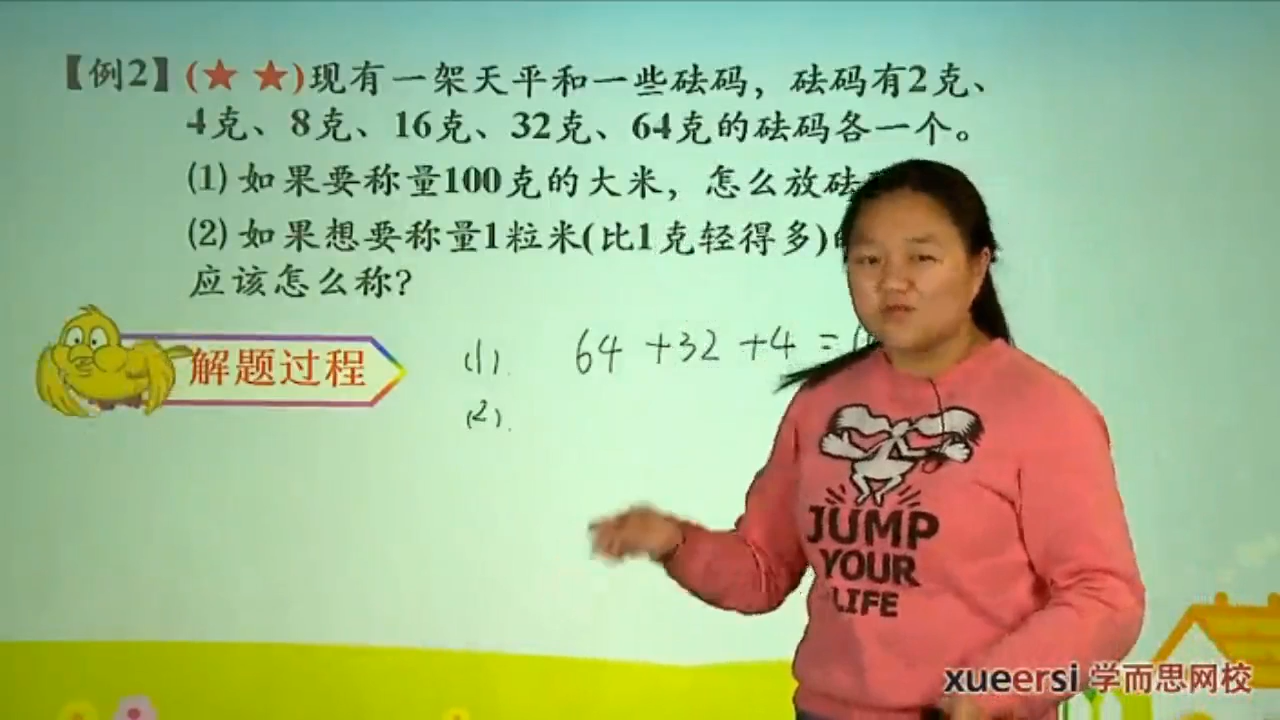 【例2】(★ ★)现有一架天平和一些砝码，砝码有2克、
4克、8克、16克、32克、64克的砝码各一个。
(1) 如果要称量100克的大米，怎么放砝
(2) 如果想要称量1粒米(比1克轻得多)
应该怎么称?
解题过程
(1). 64 +32 +4 =
(2).
JUMP
YOUR
LIFE
xueersi 学而思网校